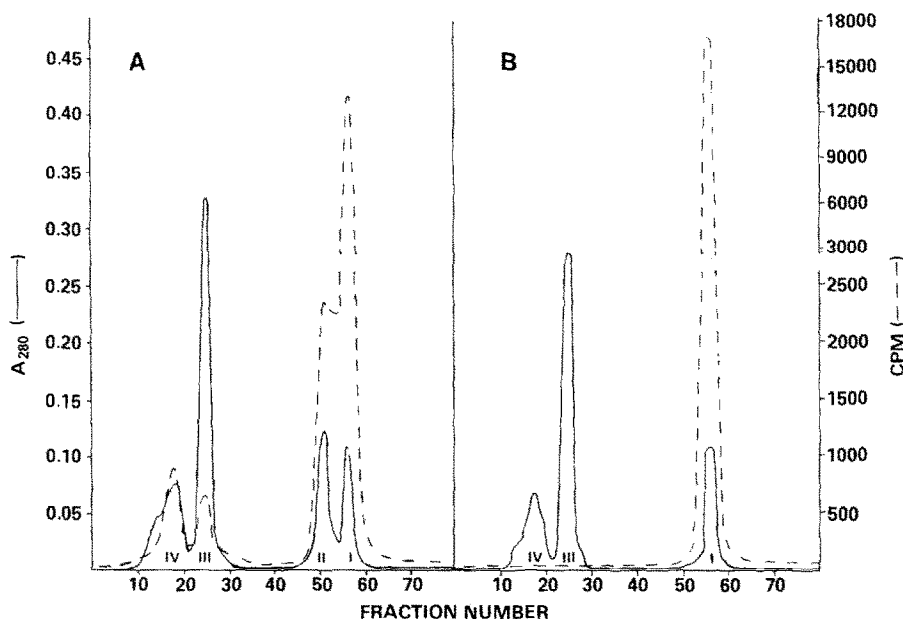 A
B
0.45
0.40
0.35
0.30
0.25
0.20
0.15
0.10
0.05
A280 (——)
18000
15000
12000
9000
6000
3000
2500
2000
1500
1000
500
CPM (— — —)
IV III II I
IV III I
10 20 30 40 50 60 70
10 20 30 40 50 60 70
FRACTION NUMBER